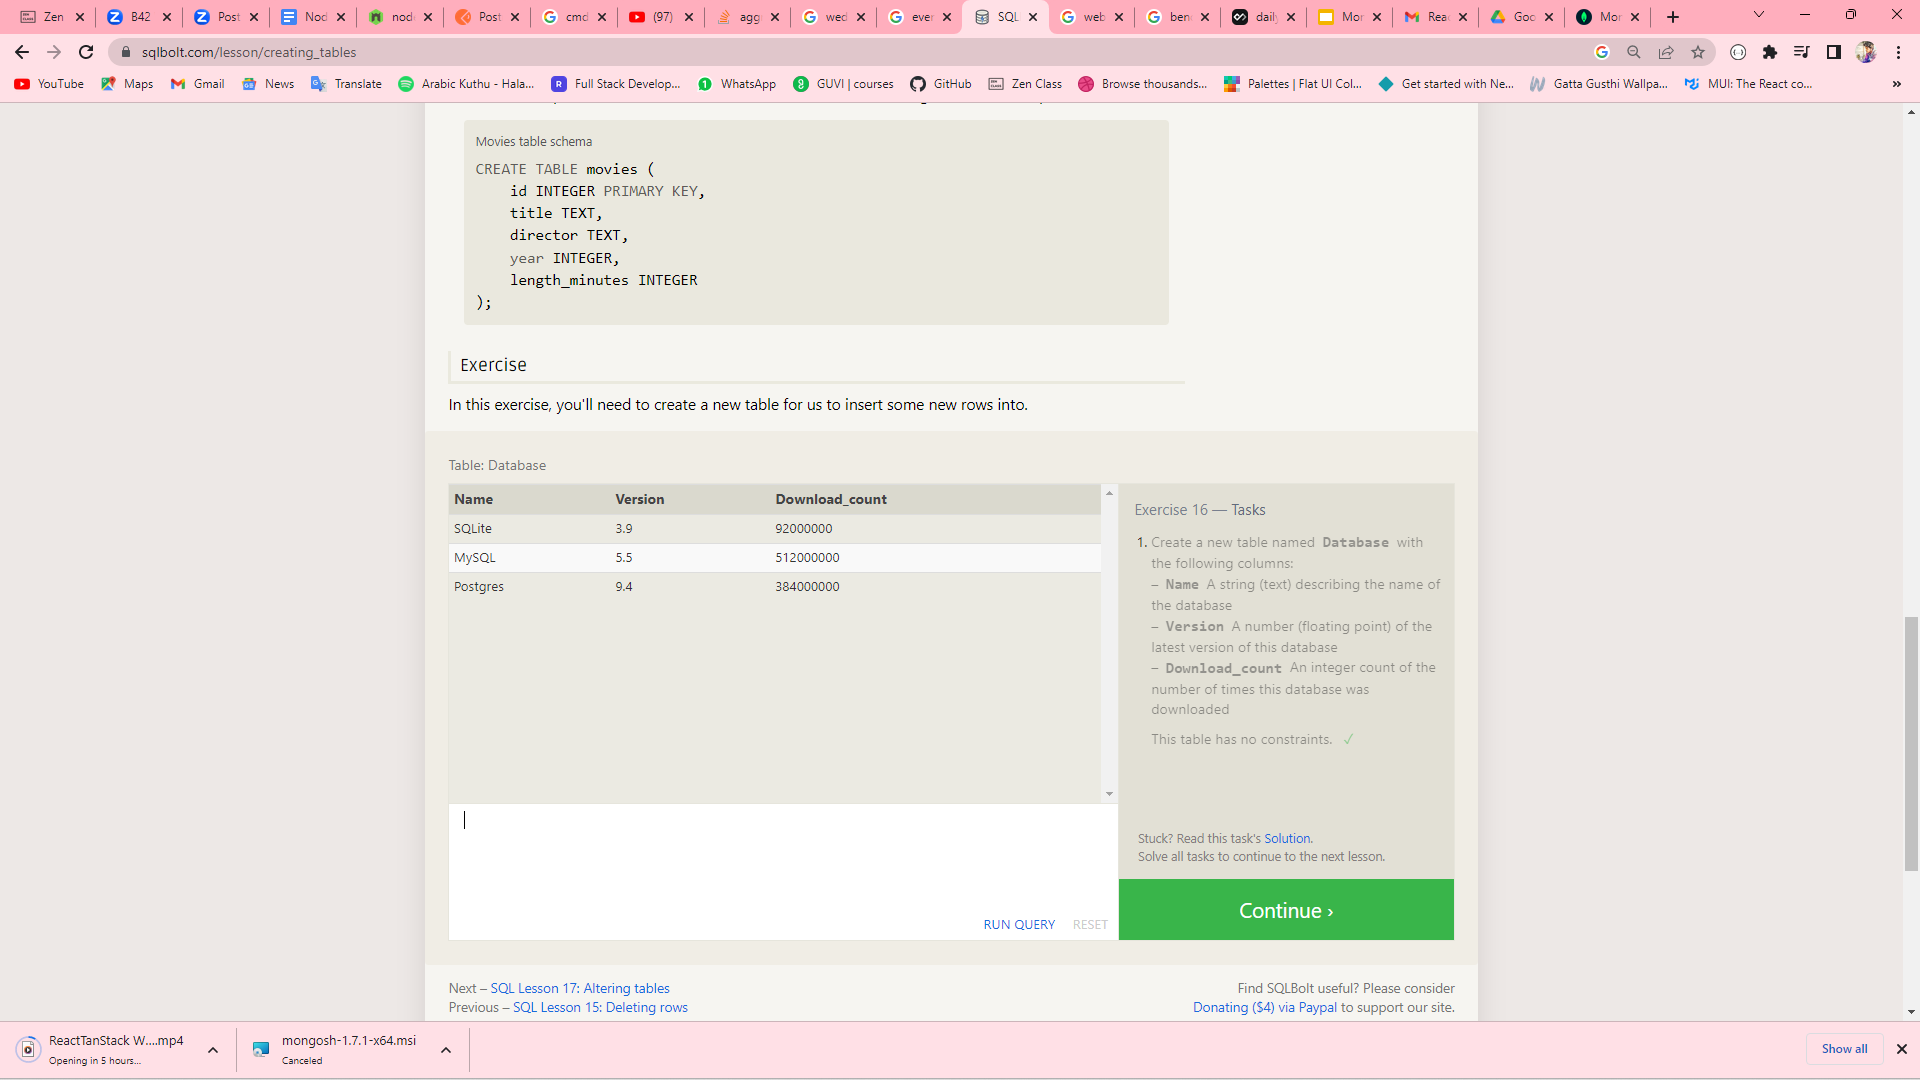 Zen
B42
Post
Nod
node
Post
cmd
(97)
aggr
wed
ever
SQL
web
ben
daily
Mor
Reac
Goo
Mor
sqlbolt.com/lesson/creating_tables
YouTube
Maps
Gmail
News
Translate
Arabic Kuthu - Hala...
Full Stack Develop...
WhatsApp
GUVI | courses
GitHub
Zen Class
Browse thousands...
Palettes | Flat UI Col...
Get started with Ne...
Gatta Gusthi Wallpa...
MUI: The React co...
»
Movies table schema
CREATE TABLE movies (
id INTEGER PRIMARY KEY,
title TEXT,
director TEXT,
year INTEGER,
length_minutes INTEGER
);
Exercise
In this exercise, you'll need to create a new table for us to insert some new rows into.
Table: Database
Name Version Download_count
SQLite 3.9 92000000
MySQL 5.5 512000000
Postgres 9.4 384000000
Exercise 16 — Tasks
1. Create a new table named Database with
the following columns:
– Name A string (text) describing the name of
the database
– Version A number (floating point) of the
latest version of this database
– Download_count An integer count of the
number of times this database was
downloaded
This table has no constraints. ✓
Stuck? Read this task's Solution.
Solve all tasks to continue to the next lesson.
RUN QUERY RESET
Continue ›
Next – SQL Lesson 17: Altering tables
Previous – SQL Lesson 15: Deleting rows
Find SQLBolt useful? Please consider
Donating ($4) via Paypal to support our site.
ReactTanStack W....mp4
Opening in 5 hours...
mongosh-1.7.1-x64.msi
Canceled
Show all